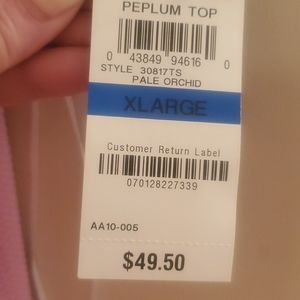 PEPLUM TOP
0 43849 94616 0
STYLE 30817TS
PALE ORCHID
XLARGE
Customer Return Label
070128227339
AA10-005
$49.50